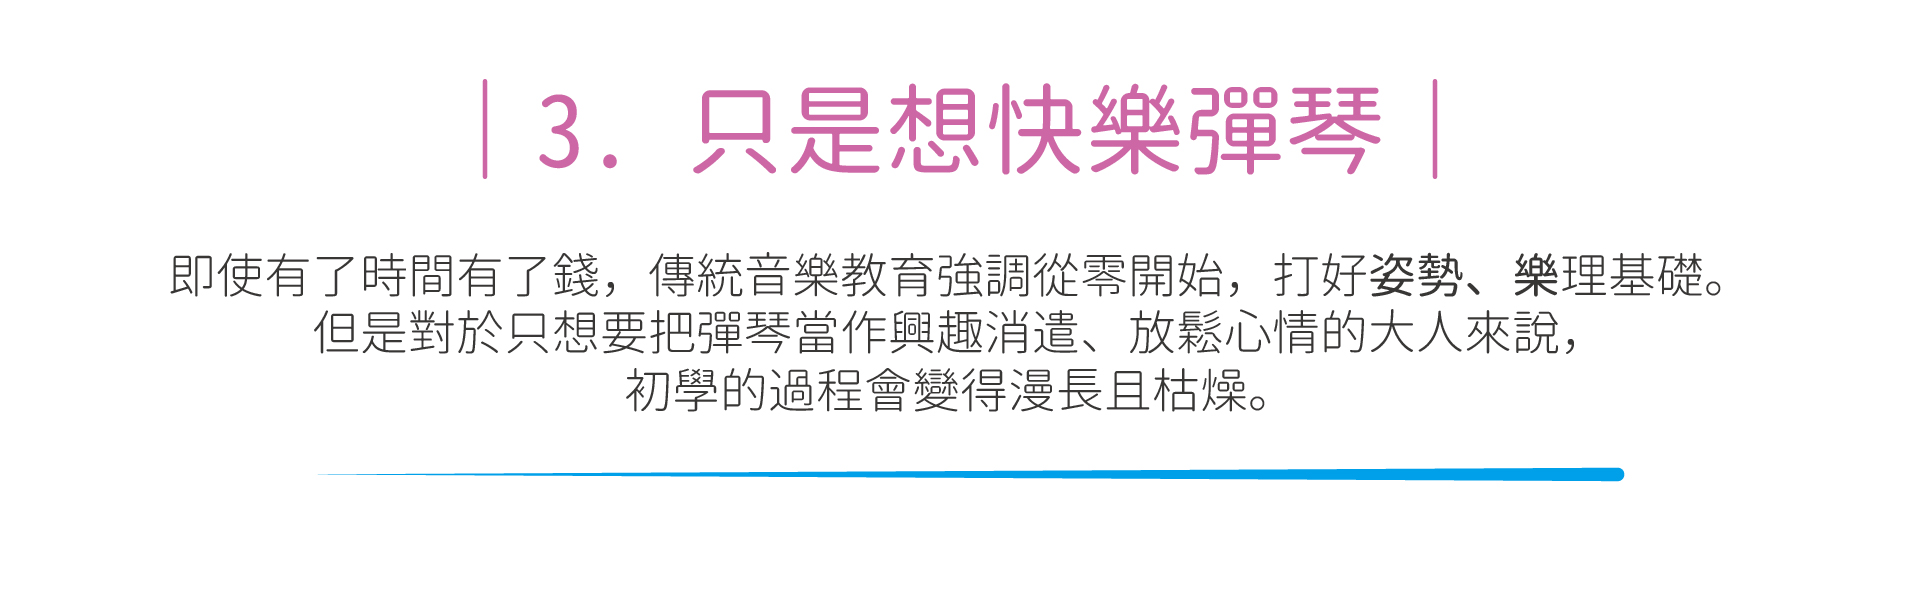 ｜3．只是想快樂彈琴｜
即使有了時間有了錢，傳統音樂教育強調從零開始，打好姿勢、樂理基礎。
但是對於只想要把彈琴當作興趣消遣、放鬆心情的大人來說，
初學的過程會變得漫長且枯燥。